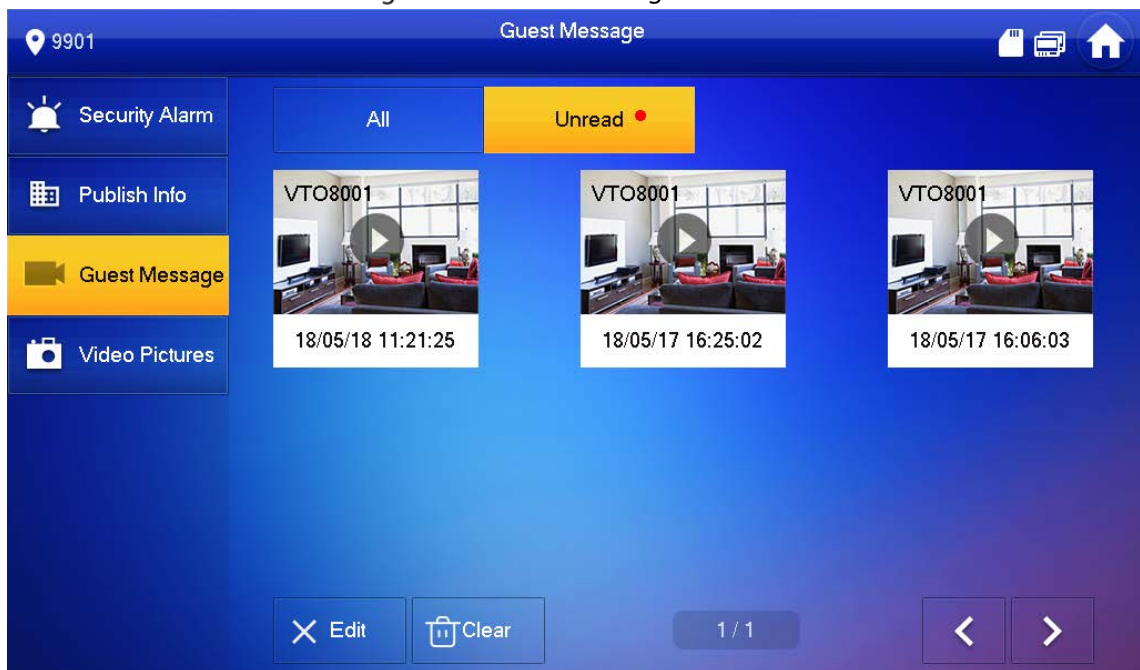 9901
Guest Message
Security Alarm
Publish Info
Guest Message
Video Pictures
All
Unread
VTO8001
VTO8001
VTO8001
18/05/18 11:21:25
18/05/17 16:25:02
18/05/17 16:06:03
Edit
Clear
1 / 1